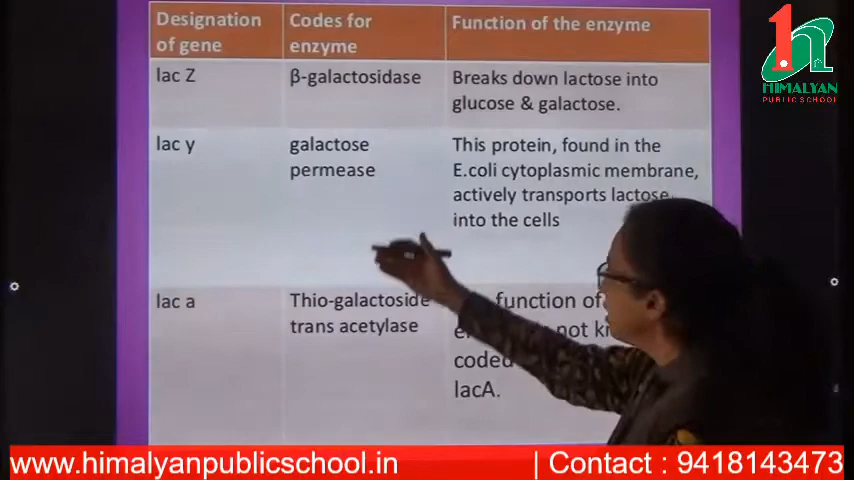 Designation
of gene
Codes for
enzyme
Function of the enzyme
lac Z
β-galactosidase
Breaks down lactose into
glucose & galactose.
lac y
galactose
permease
This protein, found in the
E.coli cytoplasmic membrane,
actively transports lactose
into the cells
lac a
Thio-galactoside
trans acetylase
function of
not
coded
lacA.
1
HIMALYAN
PUBLIC SCHOOL
www.himalyanpublicschool.in
| Contact : 9418143473